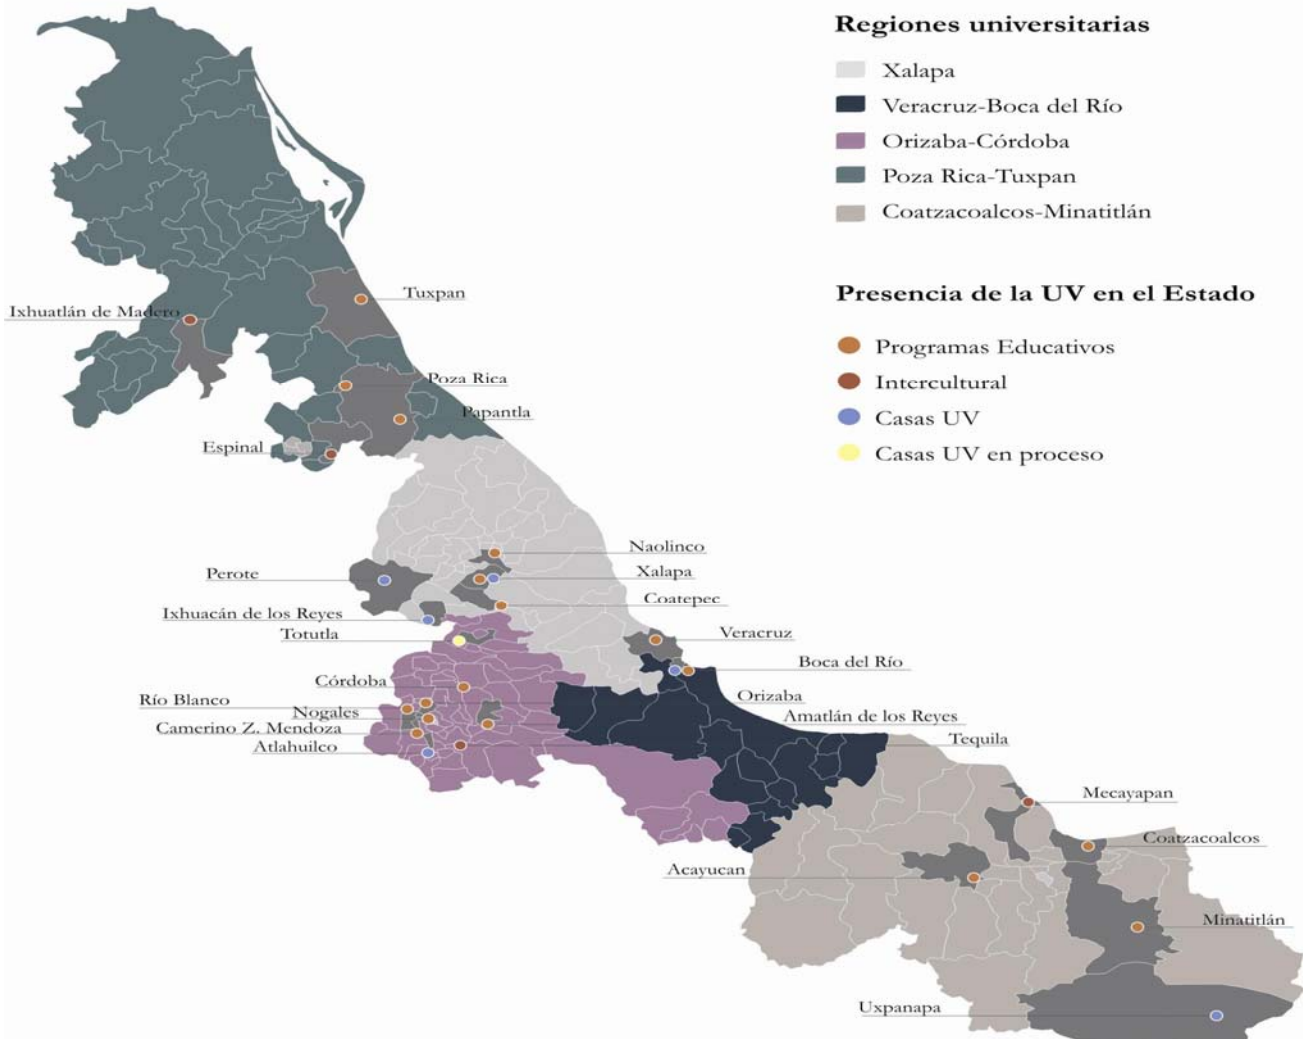 Regiones universitarias
Xalapa
Veracruz-Boca del Río
Orizaba-Córdoba
Poza Rica-Tuxpan
Coatzacoalcos-Minatitlán
Presencia de la UV en el Estado
Programas Educativos
Intercultural
Casas UV
Casas UV en proceso
Tuxpan
Ixhuatlán de Madero
Poza Rica
Papantla
Espinal
Naolinco
Perote
Xalapa
Coatepec
Ixhuacán de los Reyes
Totutla
Veracruz
Boca del Río
Córdoba
Orizaba
Río Blanco
Nogales
Amatlán de los Reyes
Camerino Z. Mendoza
Tequila
Atlahuilco
Mecayapan
Coatzacoalcos
Acayucan
Minatitlán
Uxpanapa